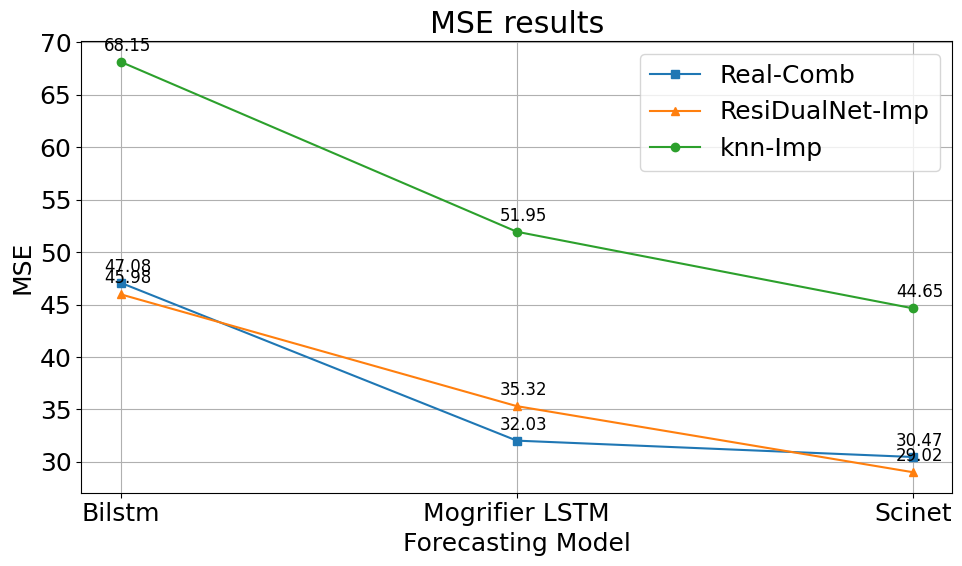 MSE results
MSE
70
65
60
55
50
45
40
35
30
68.15
51.95
44.65
47.08
45.98
35.32
32.03
30.47
29.02
Real-Comb
ResiDualNet-Imp
knn-Imp
Bilstm
Mogrifier LSTM
Scinet
Forecasting Model